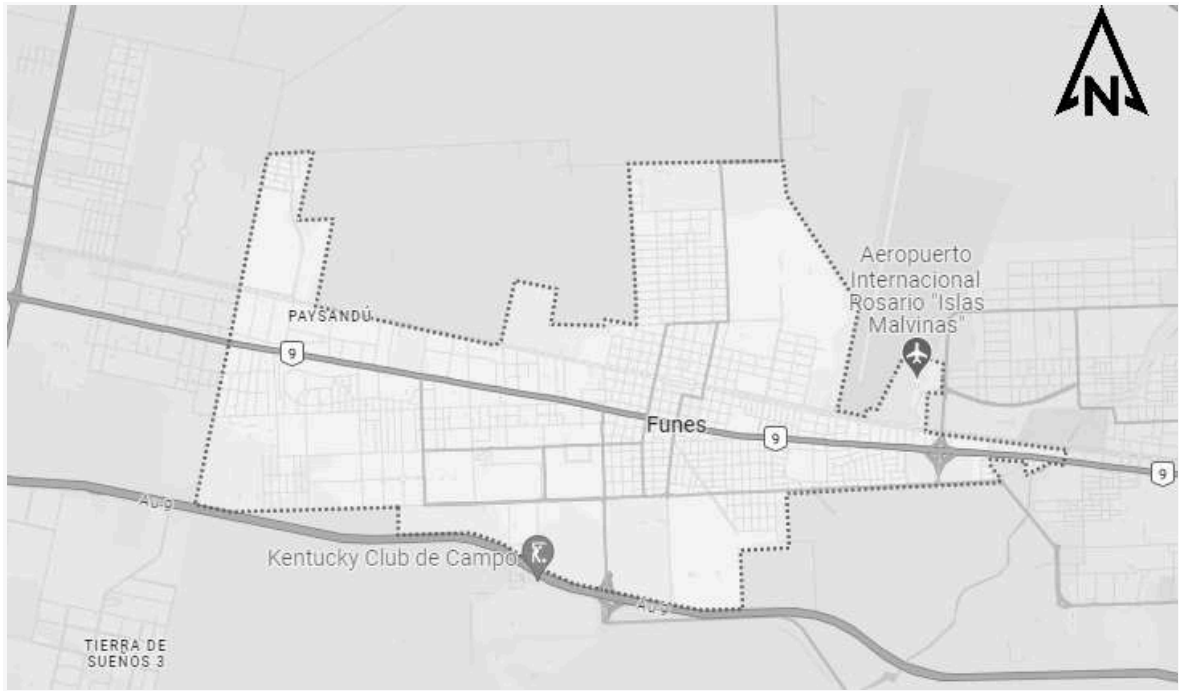 N
Aeropuerto
Internacional
Rosario "Islas
Malvinas"
PAYSANDÚ
9
Funes
9
9
Au 9
Kentucky Club de Campo
K.
Au 9
TIERRA DE
SUEÑOS 3